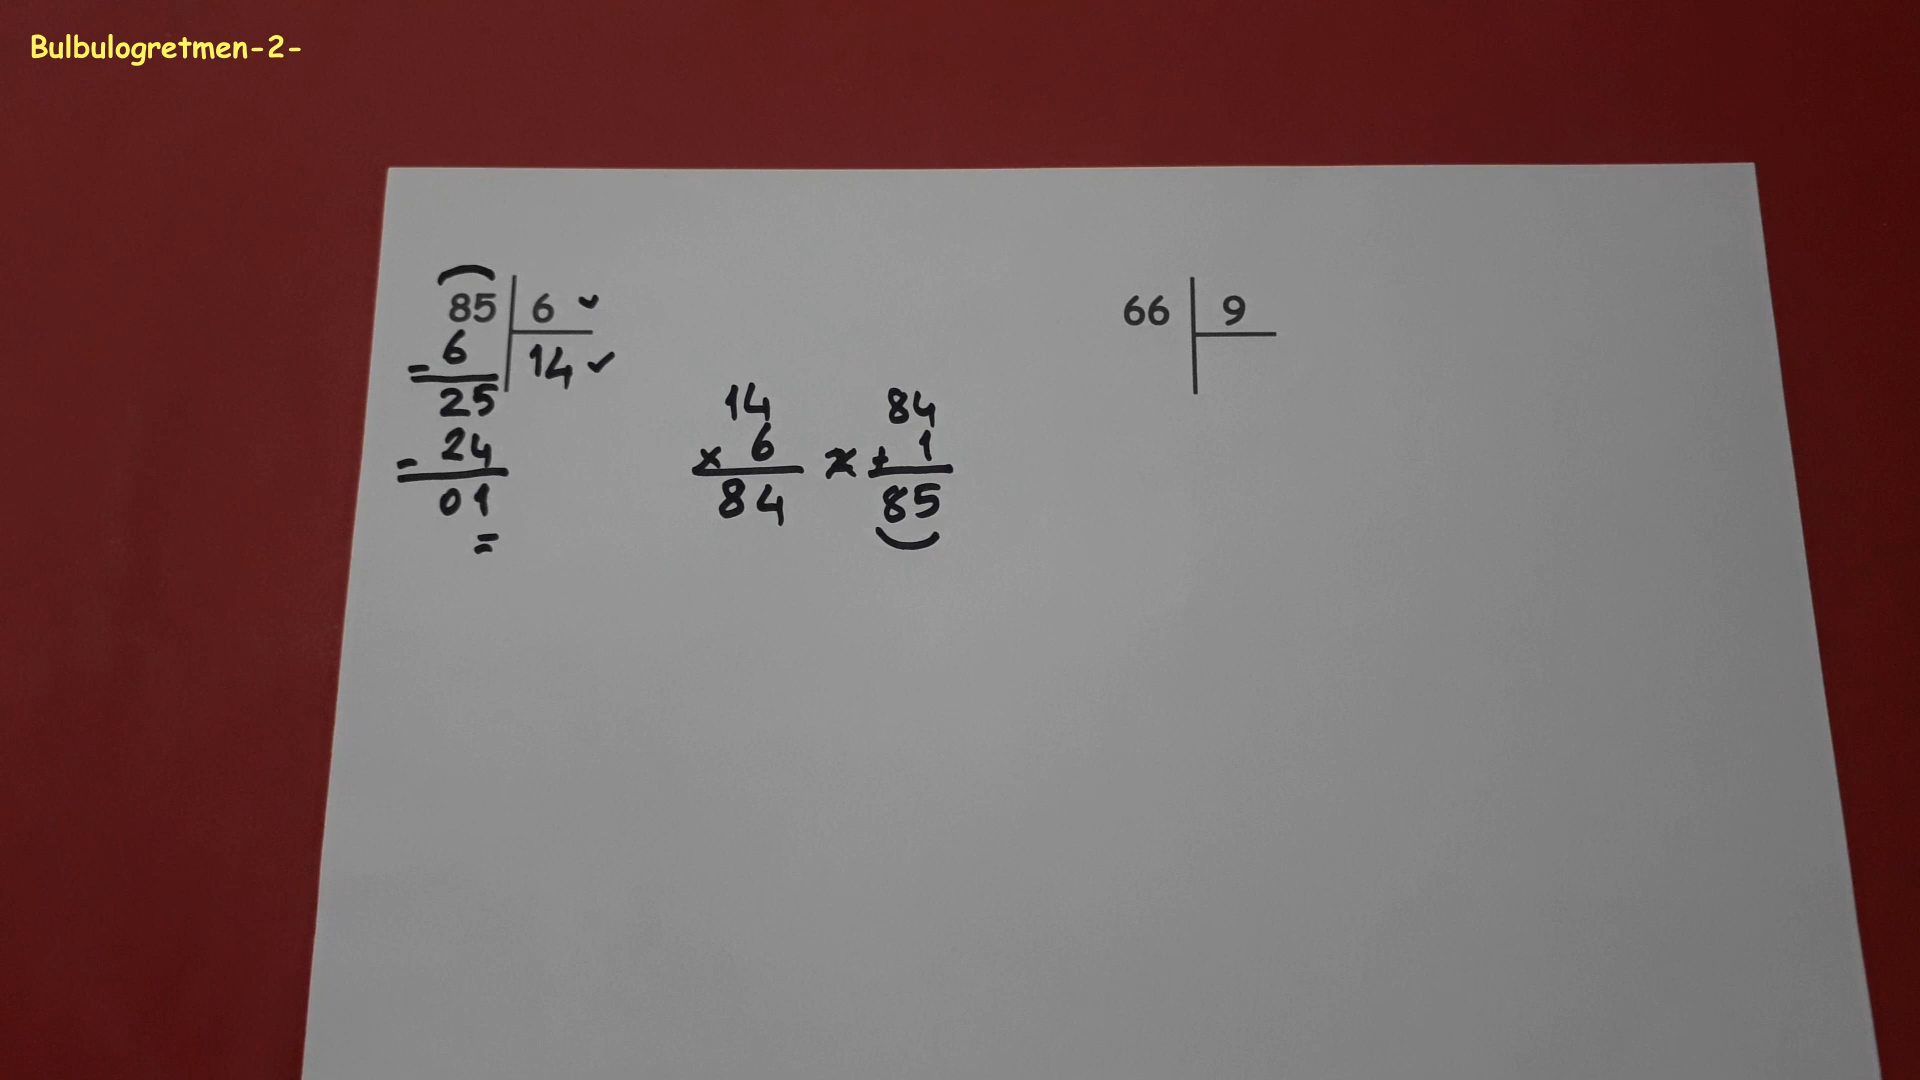 Bulbulogretmen-2-
85 6 ✓
- 6 14 ✓
25
- 24
01
=
14
x 6
84
x
84
+ 1
85
66 9